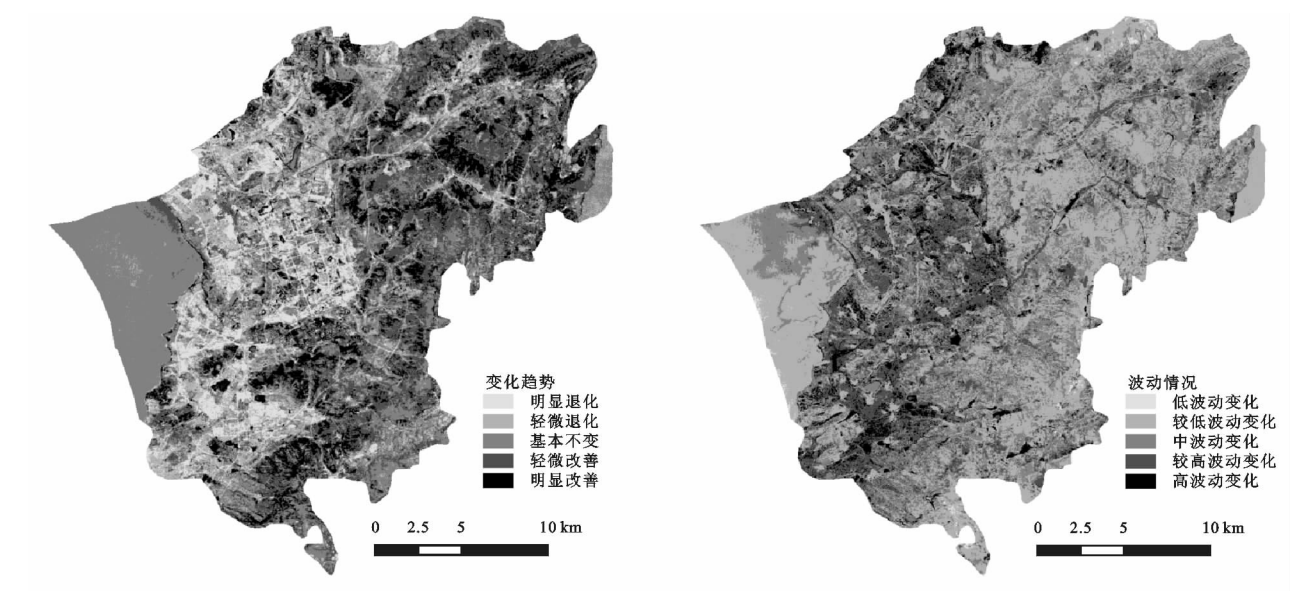 变化趋势
明显退化
轻微退化
基本不变
轻微改善
明显改善
0 2.5 5 10 km
波动情况
低波动变化
较低波动变化
中波动变化
较高波动变化
高波动变化
0 2.5 5 10 km